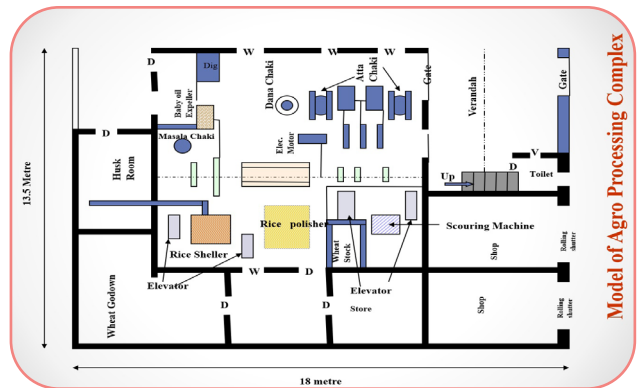 W
W
W
Gate
Gate
D
Dig
Dana Chaki
Atta
Chaki
Verandah
Baby oil
Expeller
Masala Chaki
Elec.
Motor
D
Husk
Room
V
D
Toilet
Up
13.5 Metre
Model of Agro Processing Complex
Rice polisher
Scouring Machine
Rice Sheller
Wheat
Stock
Shop
Rolling
shutter
Elevator
W
D
Elevator
Wheat Godown
D
D
Store
Shop
Rolling
shutter
18 metre